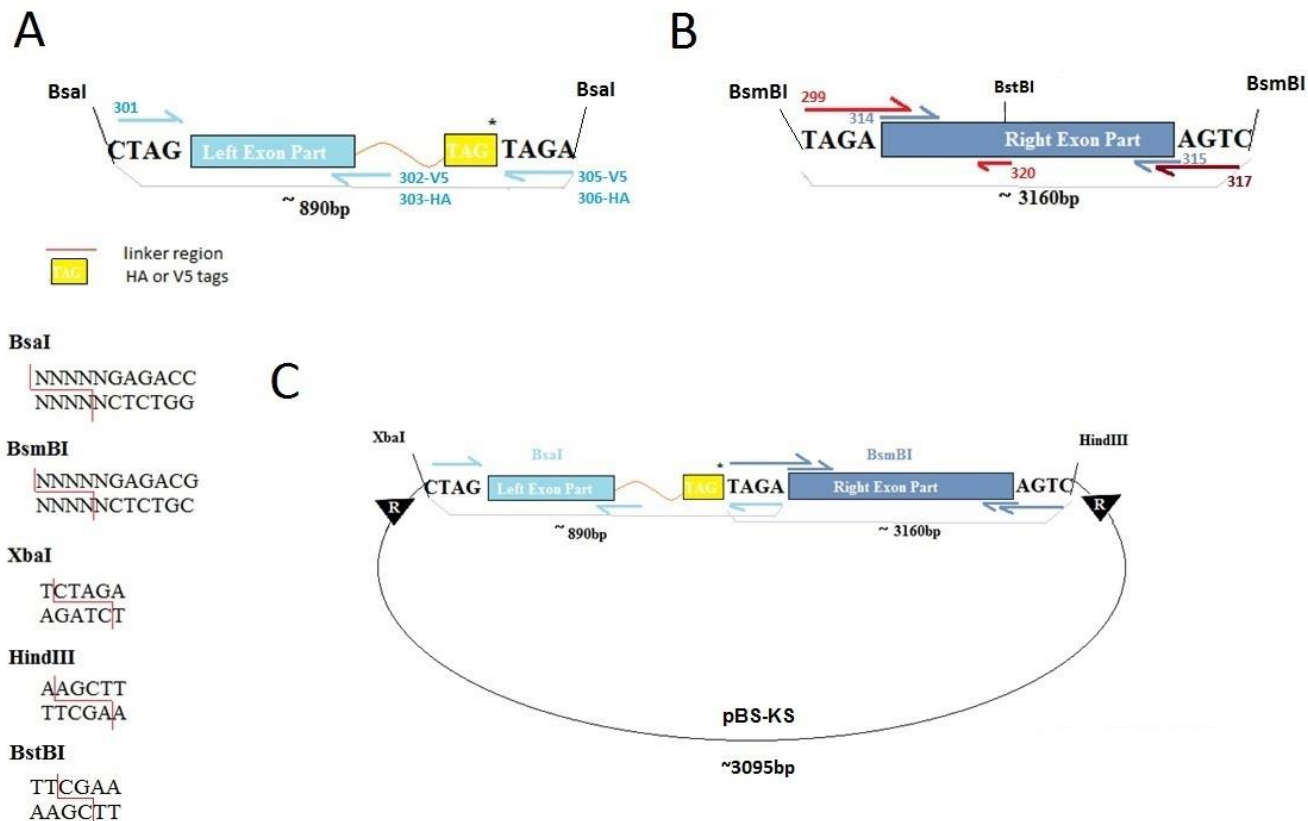 A
B
BsaI
BsaI
301
*
CTAG
Left Exon Part
TAG
TAGA
302-V5
303-HA
305-V5
306-HA
~ 890bp
linker region
TAG
HA or V5 tags
BsmBI
BstBI
BsmBI
299
314
TAGA
Right Exon Part
AGTC
320
315
317
~ 3160bp
BsaI
NNNNNGAGACC
NNNNNCTCTGG
BsmBI
NNNNNGAGACG
NNNNNCTCTGC
XbaI
TCTAGA
AGATCT
HindIII
AAGCTT
TTCGAA
BstBI
TTCGAA
AAGCTT
C
XbaI
HindIII
BsaI
*
BsmBI
CTAG
Left Exon Part
TAG
TAGA
Right Exon Part
AGTC
R
R
~890bp
~ 3160bp
pBS-KS
~3095bp